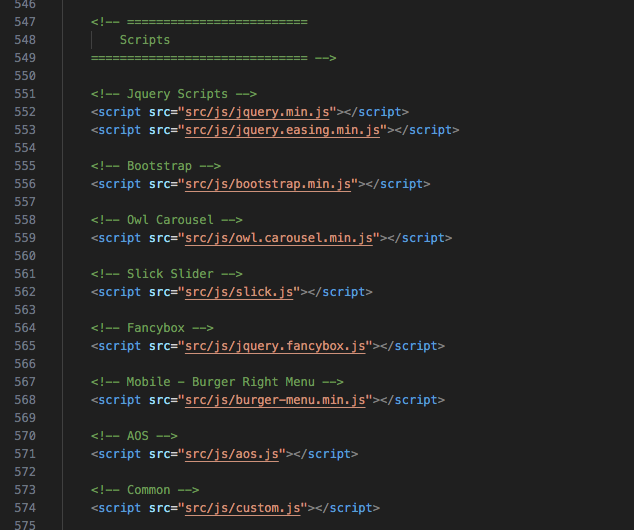 546
547 <!-- =========================
548 Scripts
549 ============================== -->
550
551 <!-- Jquery Scripts -->
552 <script src="src/js/jquery.min.js"></script>
553 <script src="src/js/jquery.easing.min.js"></script>
554
555 <!-- Bootstrap -->
556 <script src="src/js/bootstrap.min.js"></script>
557
558 <!-- Owl Carousel -->
559 <script src="src/js/owl.carousel.min.js"></script>
560
561 <!-- Slick Slider -->
562 <script src="src/js/slick.js"></script>
563
564 <!-- Fancybox -->
565 <script src="src/js/jquery.fancybox.js"></script>
566
567 <!-- Mobile - Burger Right Menu -->
568 <script src="src/js/burger-menu.min.js"></script>
569
570 <!-- AOS -->
571 <script src="src/js/aos.js"></script>
572
573 <!-- Common -->
574 <script src="src/js/custom.js"></script>
575